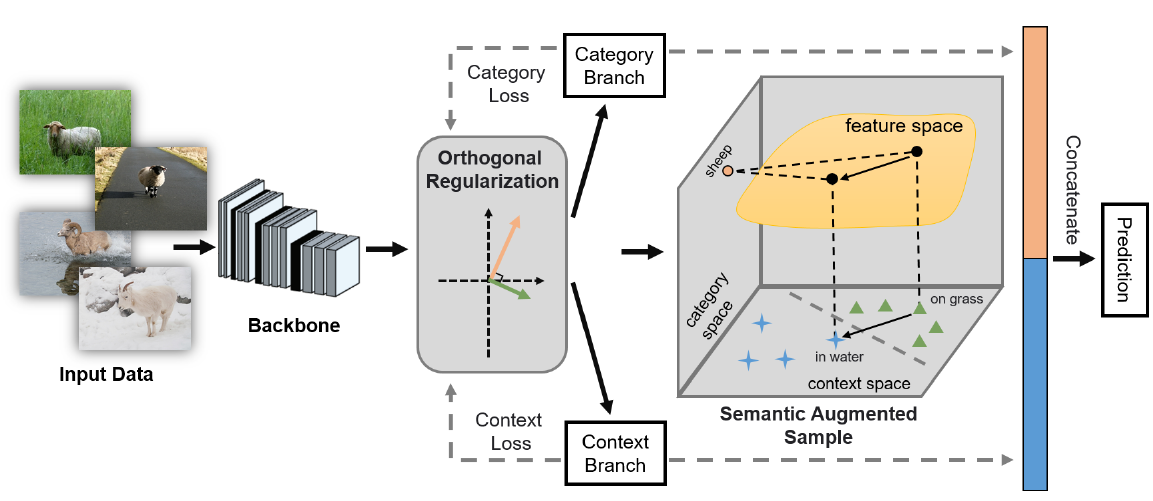 Input Data
Backbone
Category
Loss
Category
Branch
Orthogonal
Regularization
Context
Loss
Context
Branch
feature space
sheep
category
space
on grass
in water
context space
Semantic Augmented
Sample
Concatenate
Prediction